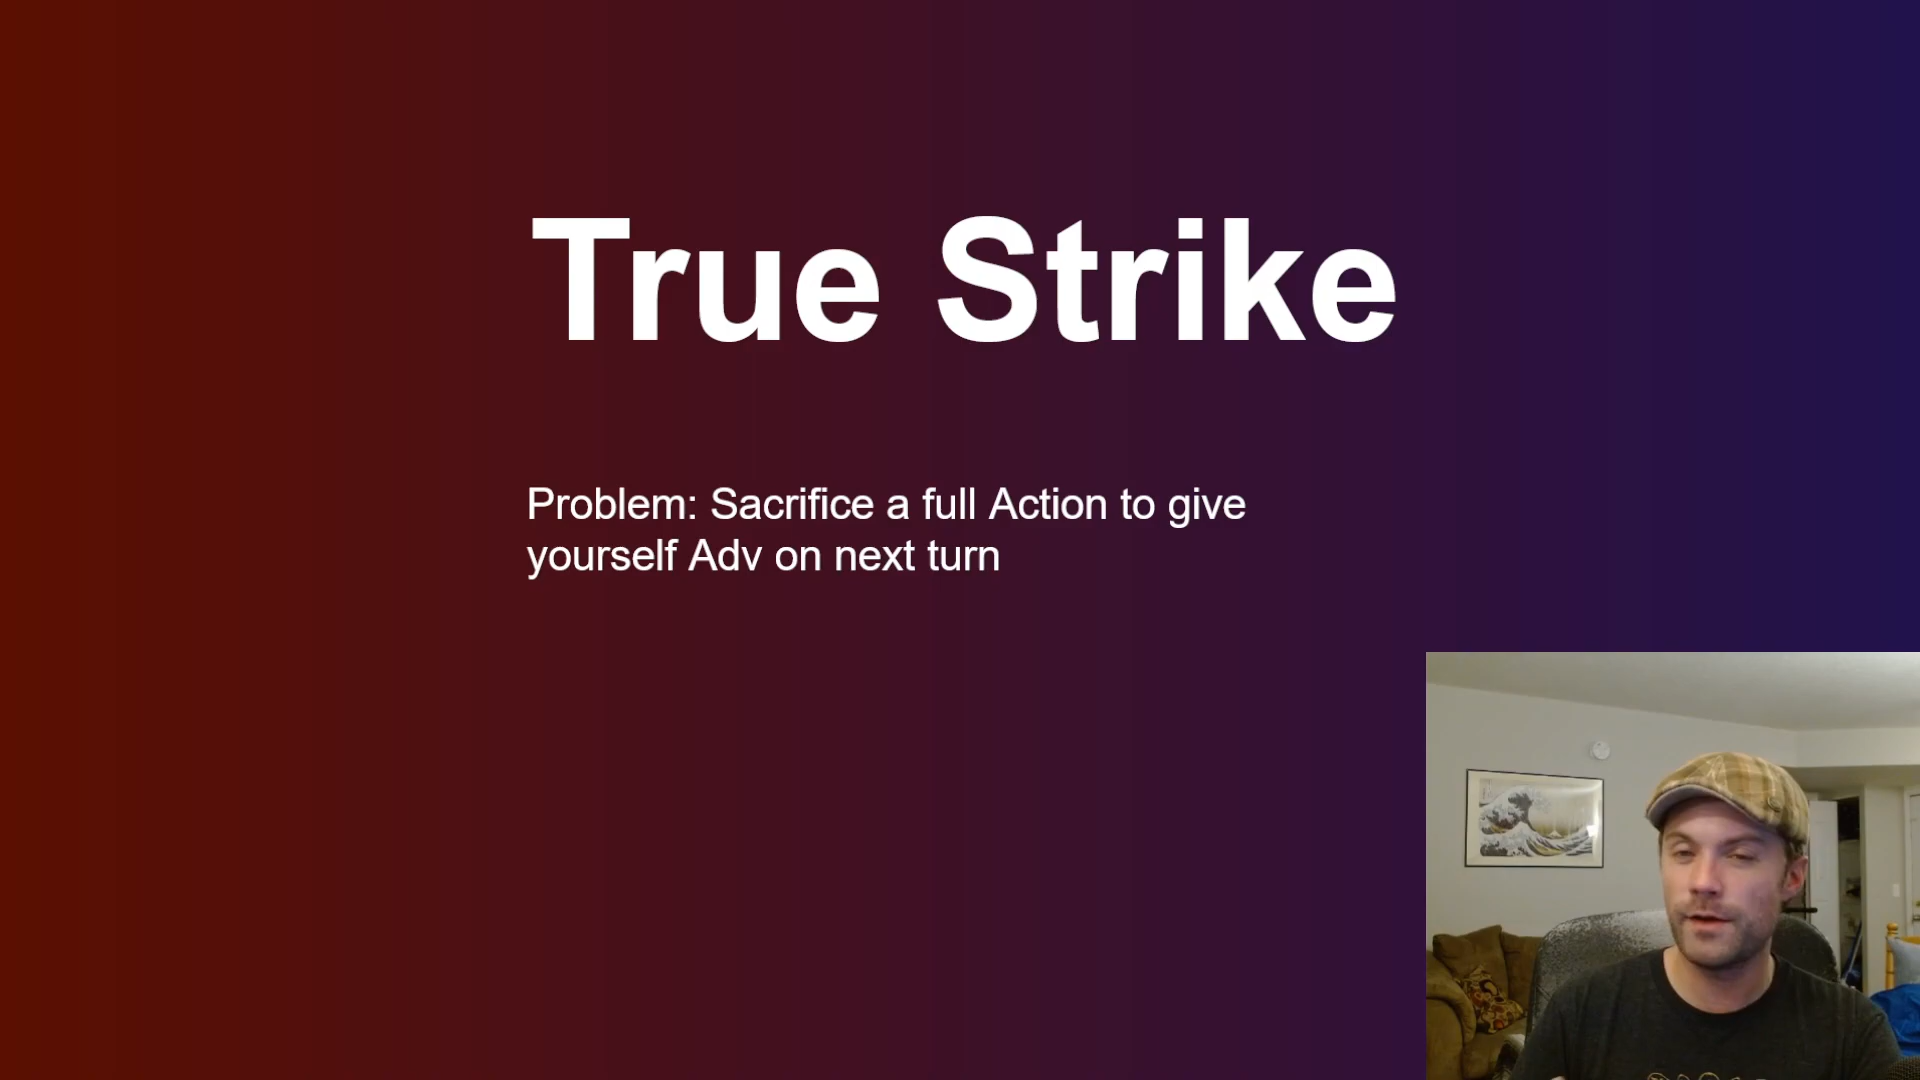 True Strike
Problem: Sacrifice a full Action to give
yourself Adv on next turn